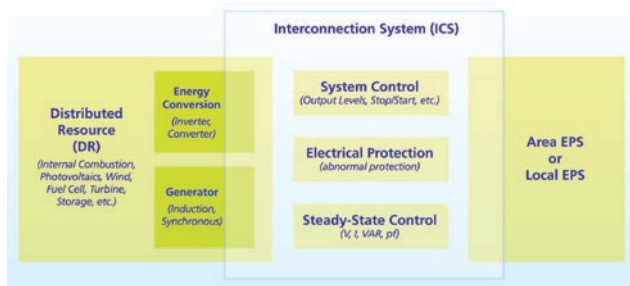 Interconnection System (ICS)
Distributed
Resource
(DR)
(Internal Combustion,
Photovoltaics, Wind,
Fuel Cell, Turbine,
Storage, etc.)
Energy
Conversion
(Inverter,
Converter)
Generator
(Induction,
Synchronous)
System Control
(Output Levels, Stop/Start, etc.)
Electrical Protection
(abnormal protection)
Steady-State Control
(V, I, VAR, pf)
Area EPS
or
Local EPS